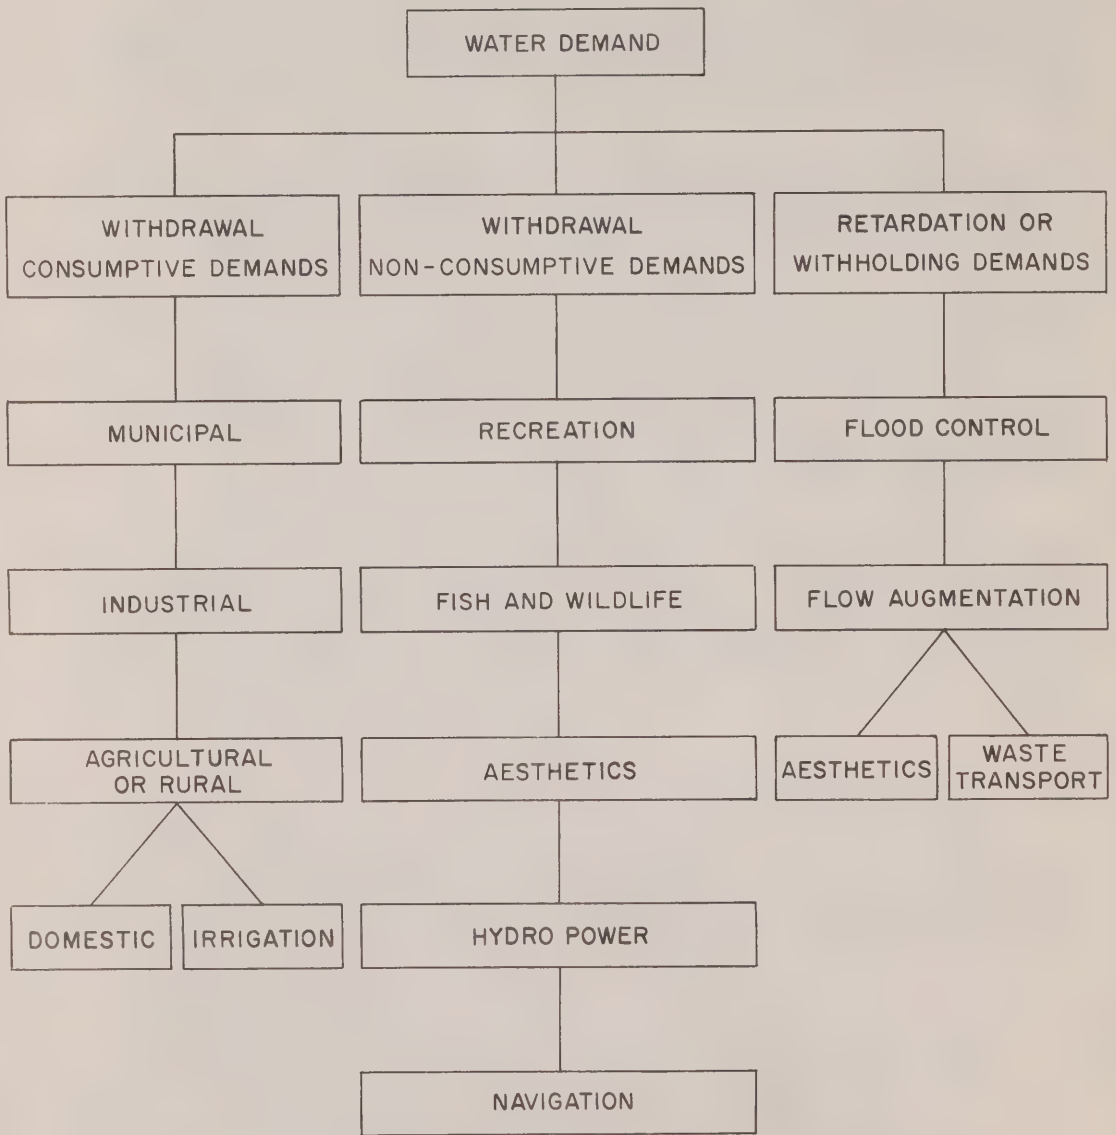 WATER DEMAND
WITHDRAWAL
CONSUMPTIVE DEMANDS
WITHDRAWAL
NON-CONSUMPTIVE DEMANDS
RETARDATION OR
WITHHOLDING DEMANDS
MUNICIPAL
RECREATION
FLOOD CONTROL
INDUSTRIAL
FISH AND WILDLIFE
FLOW AUGMENTATION
AGRICULTURAL
OR RURAL
AESTHETICS
AESTHETICS
WASTE
TRANSPORT
DOMESTIC
IRRIGATION
HYDRO POWER
NAVIGATION